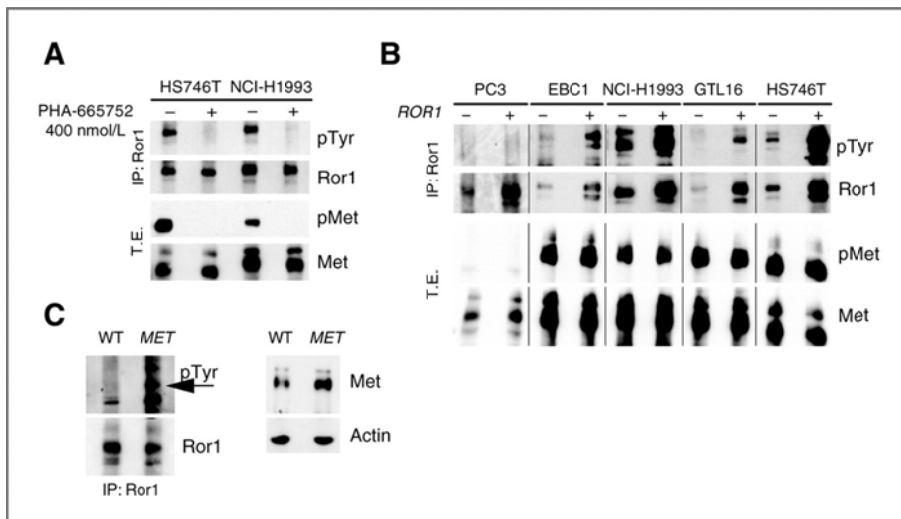 A
HS746T NCI-H1993
PHA-665752 – + – +
400 nmol/L
IP: Ror1
pTyr
Ror1
T.E.
pMet
Met
B
PC3 EBC1 NCI-H1993 GTL16 HS746T
ROR1 – + – + – + – + – +
IP: Ror1
pTyr
Ror1
T.E.
pMet
Met
C
WT MET
pTyr
Ror1
IP: Ror1
WT MET
Met
Actin